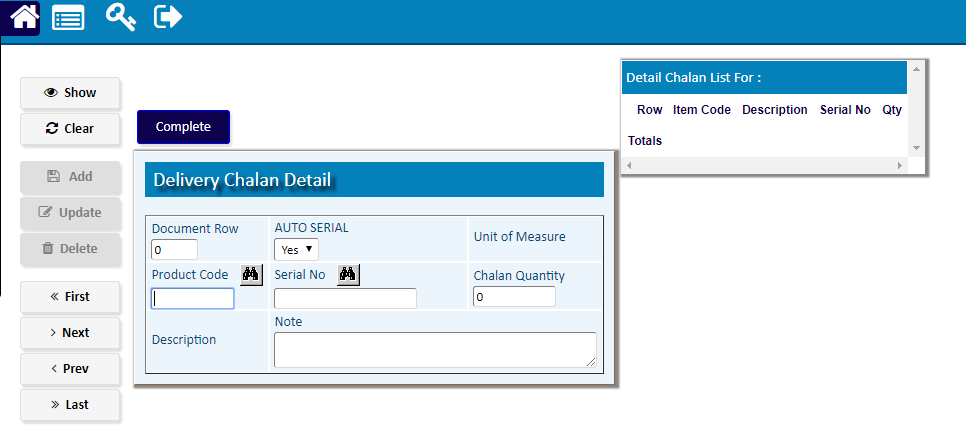 Show
Clear
Add
Update
Delete
First
Next
Prev
Last
Complete
Delivery Chalan Detail
Document Row
0
AUTO SERIAL
Yes
Unit of Measure
Product Code
Serial No
Chalan Quantity
0
Description
Note
Detail Chalan List For :
Row Item Code Description Serial No Qty
Totals